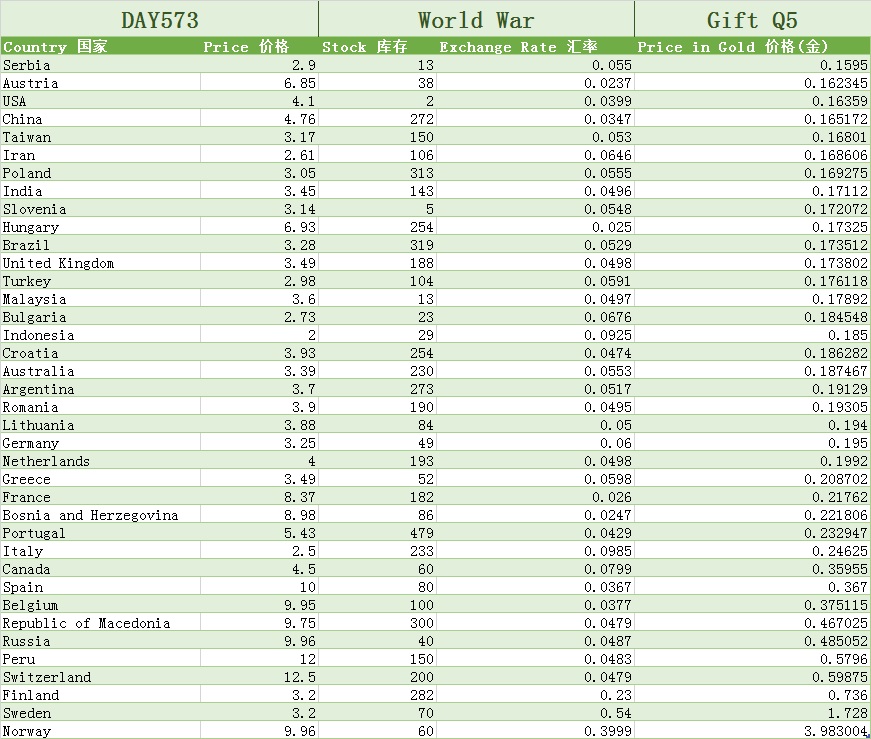 DAY573 World War Gift Q5
Country 国家 Price 价格 Stock 库存 Exchange Rate 汇率 Price in Gold 价格(金)
Serbia 2.9 13 0.055 0.1595
Austria 6.85 38 0.0237 0.162345
USA 4.1 2 0.0399 0.16359
China 4.76 272 0.0347 0.165172
Taiwan 3.17 150 0.053 0.16801
Iran 2.61 106 0.0646 0.168606
Poland 3.05 313 0.0555 0.169275
India 3.45 143 0.0496 0.17112
Slovenia 3.14 5 0.0548 0.172072
Hungary 6.93 254 0.025 0.17325
Brazil 3.28 319 0.0529 0.173512
United Kingdom 3.49 188 0.0498 0.173802
Turkey 2.98 104 0.0591 0.176118
Malaysia 3.6 13 0.0497 0.17892
Bulgaria 2.73 23 0.0676 0.184548
Indonesia 2 29 0.0925 0.185
Croatia 3.93 254 0.0474 0.186282
Australia 3.39 230 0.0553 0.187467
Argentina 3.7 273 0.0517 0.19129
Romania 3.9 190 0.0495 0.19305
Lithuania 3.88 84 0.05 0.194
Germany 3.25 49 0.06 0.195
Netherlands 4 193 0.0498 0.1992
Greece 3.49 52 0.0598 0.208702
France 8.37 182 0.026 0.21762
Bosnia and Herzegovina 8.98 86 0.0247 0.221806
Portugal 5.43 479 0.0429 0.232947
Italy 2.5 233 0.0985 0.24625
Canada 4.5 60 0.0799 0.35955
Spain 10 80 0.0367 0.367
Belgium 9.95 100 0.0377 0.375115
Republic of Macedonia 9.75 300 0.0479 0.467025
Russia 9.96 40 0.0487 0.485052
Peru 12 150 0.0483 0.5796
Switzerland 12.5 200 0.0479 0.59875
Finland 3.2 282 0.23 0.736
Sweden 3.2 70 0.54 1.728
Norway 9.96 60 0.3999 3.983004